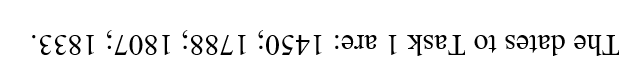 The dates to Task 1 are: 1450; 1788; 1807; 1833.